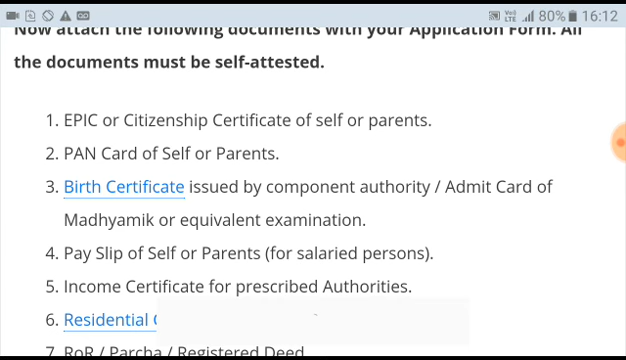 80% 16:12
Now attach the following documents with your Application Form. All
the documents must be self-attested.
1. EPIC or Citizenship Certificate of self or parents.
2. PAN Card of Self or Parents.
3. Birth Certificate issued by component authority / Admit Card of
Madhyamik or equivalent examination.
4. Pay Slip of Self or Parents (for salaried persons).
5. Income Certificate for prescribed Authorities.
6. Residential
7. RoR / Parcha / Registered Deed